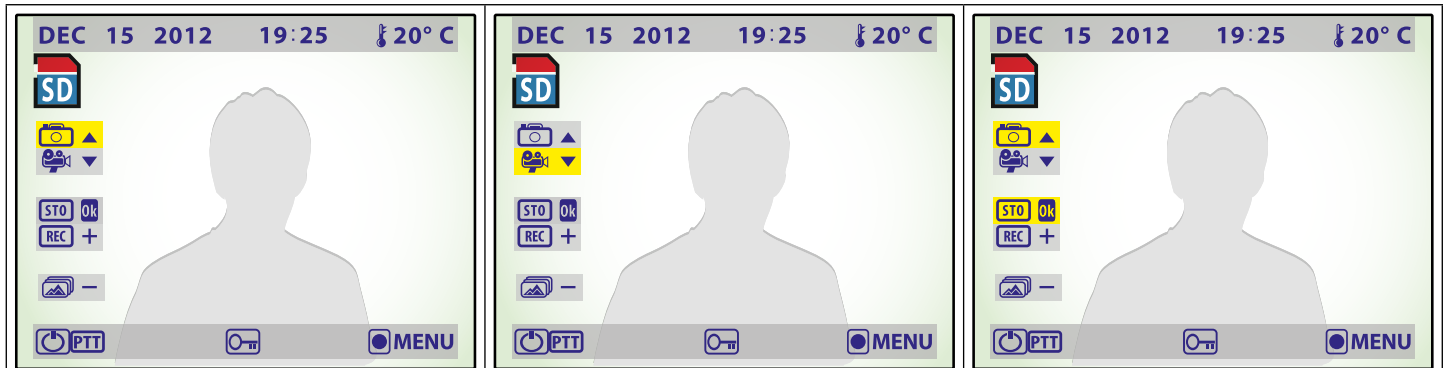 DEC 15 2012 19:25 20° C
SD
STO Ok
REC +
–
PTT MENU
DEC 15 2012 19:25 20° C
SD
STO Ok
REC +
–
PTT MENU
DEC 15 2012 19:25 20° C
SD
STO Ok
REC +
–
PTT MENU